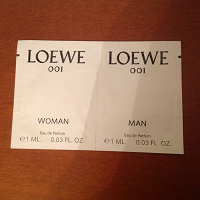 LOEWE
001
WOMAN
Eau de Parfum
℮ 1 ML. 0.03 FL. OZ.
LOEWE
001
MAN
Eau de Parfum
℮ 1 ML. 0.03 FL. OZ.